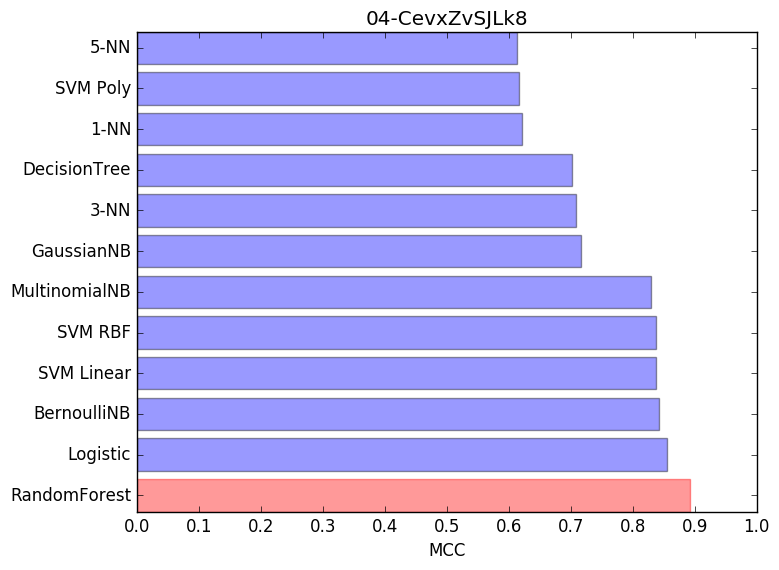 04-CevxZvSJLk8
5-NN
SVM Poly
1-NN
DecisionTree
3-NN
GaussianNB
MultinomialNB
SVM RBF
SVM Linear
BernoulliNB
Logistic
RandomForest
0.0 0.1 0.2 0.3 0.4 0.5 0.6 0.7 0.8 0.9 1.0
MCC